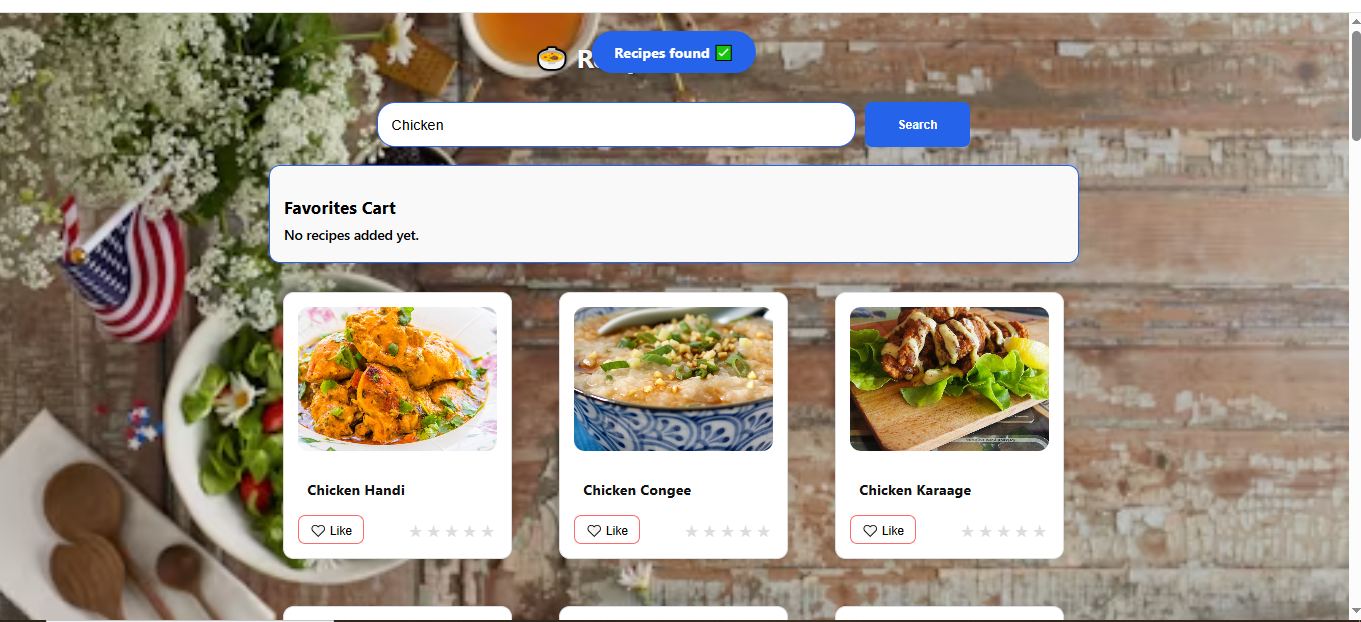 Recipes found ✅
Chicken
Search
Favorites Cart
No recipes added yet.
Chicken Handi
Chicken Congee
Chicken Karaage
Like
Like
Like